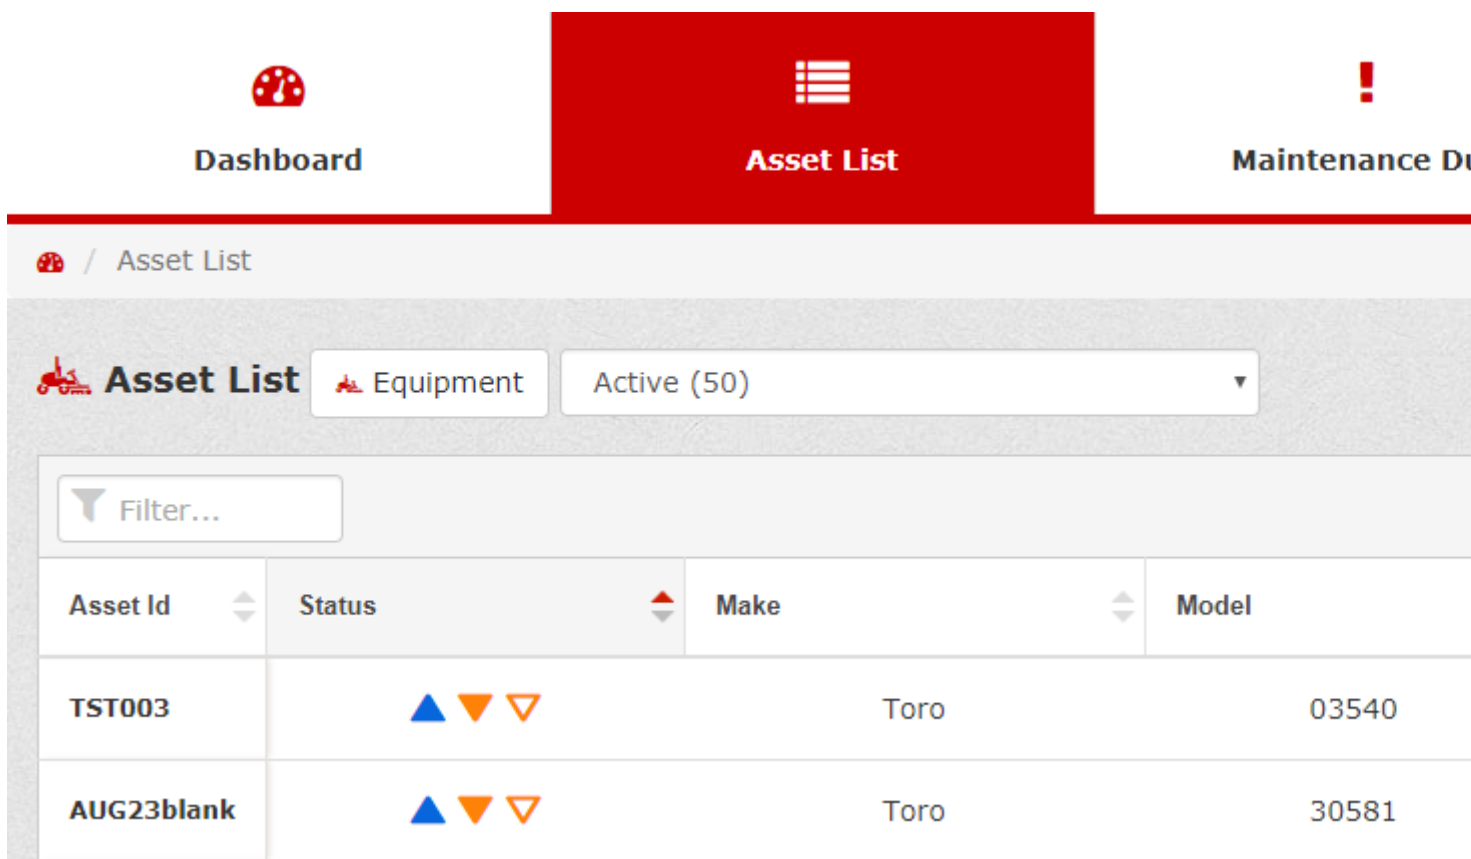 Dashboard
Asset List
Maintenance Du
/ Asset List
Asset List
Equipment
Active (50)
Filter...
Asset Id Status Make Model
TST003 Toro 03540
AUG23blank Toro 30581